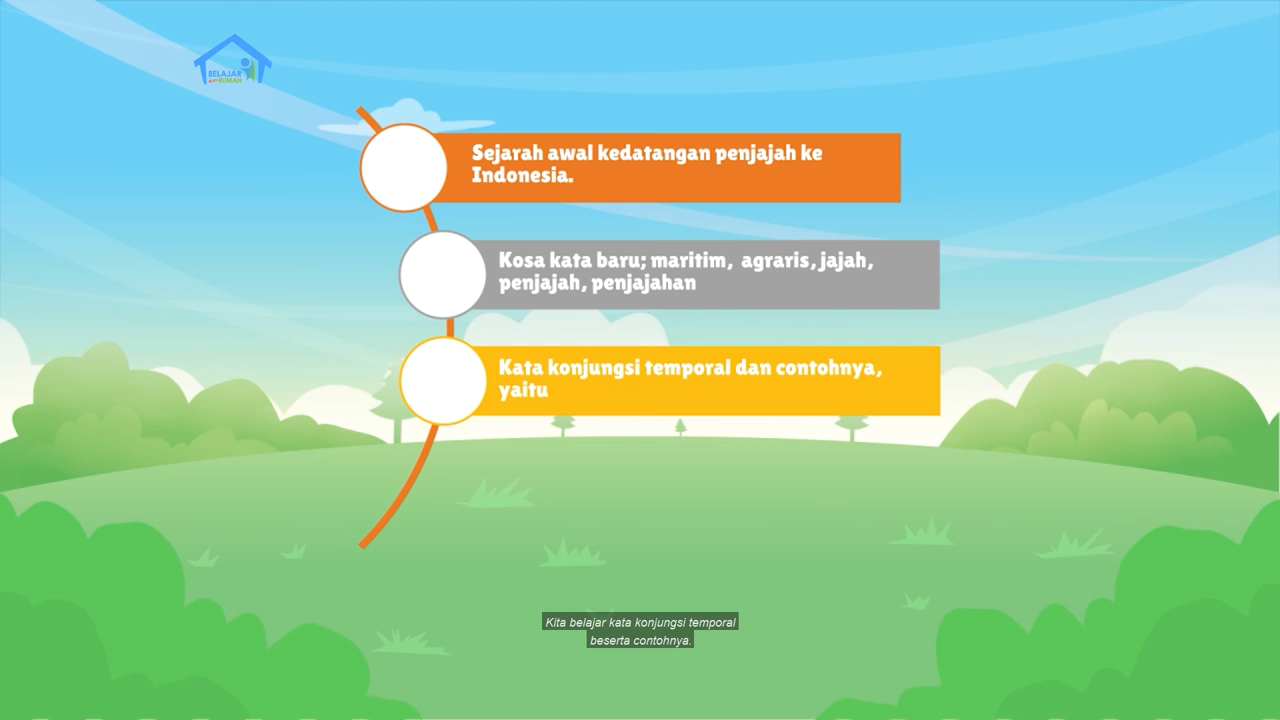 BELAJAR
dari RUMAH
Sejarah awal kedatangan penjajah ke
Indonesia.
Kosa kata baru; maritim, agraris, jajah,
penjajah, penjajahan
Kata konjungsi temporal dan contohnya,
yaitu
Kita belajar kata konjungsi temporal
beserta contohnya.